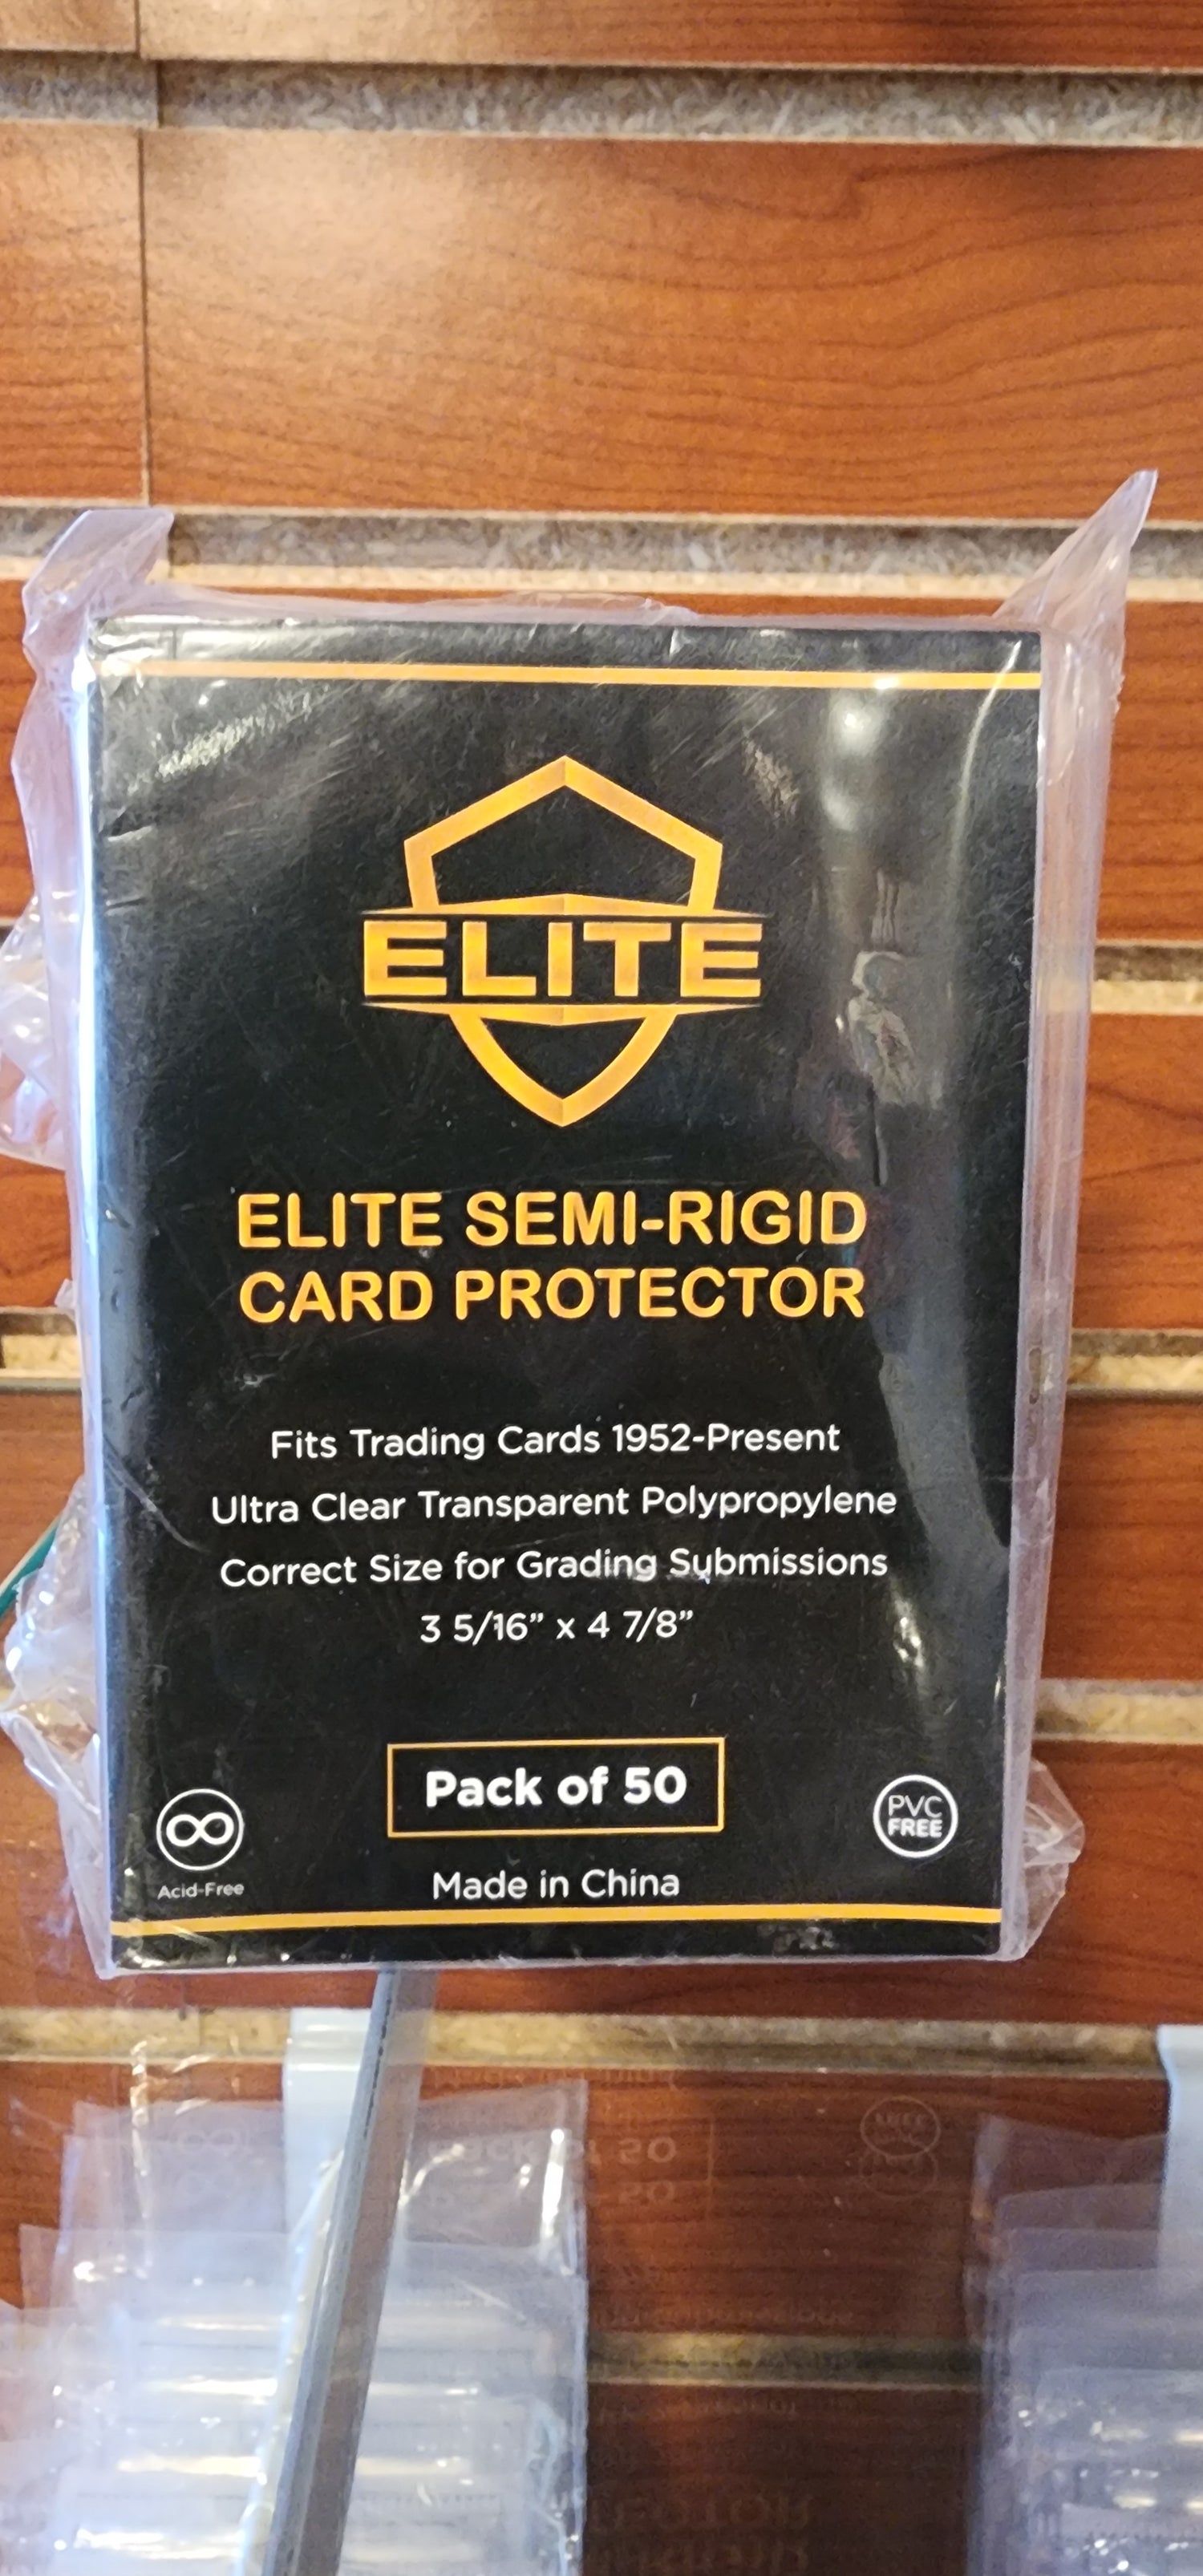 ELITE
ELITE SEMI-RIGID
CARD PROTECTOR
Fits Trading Cards 1952-Present
Ultra Clear Transparent Polypropylene
Correct Size for Grading Submissions
3 5/16" x 4 7/8"
Pack of 50
PVC
FREE
Acid-Free
Made in China